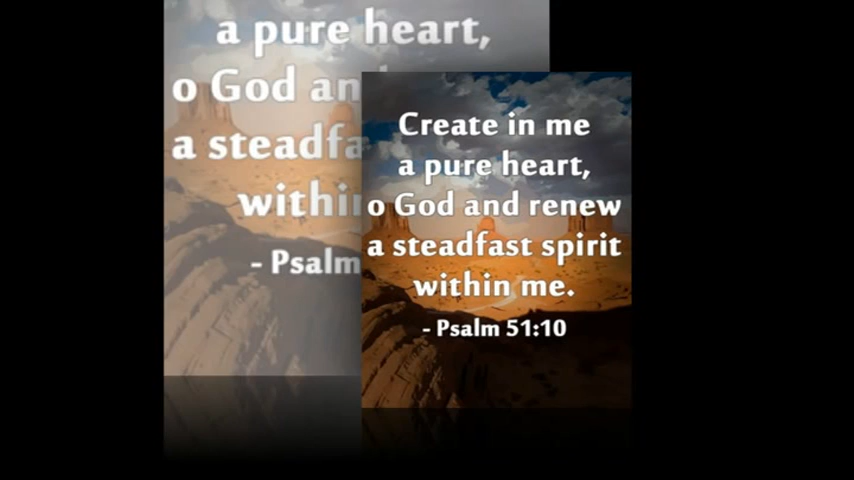 a pure heart,
o God an
a steadfa
within
- Psalm
Create in me
a pure heart,
o God and renew
a steadfast spirit
within me.
- Psalm 51:10